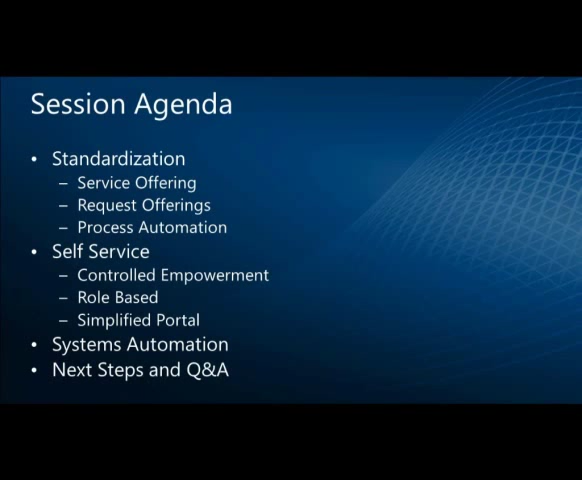 Session Agenda
• Standardization
– Service Offering
– Request Offerings
– Process Automation
• Self Service
– Controlled Empowerment
– Role Based
– Simplified Portal
• Systems Automation
• Next Steps and Q&A